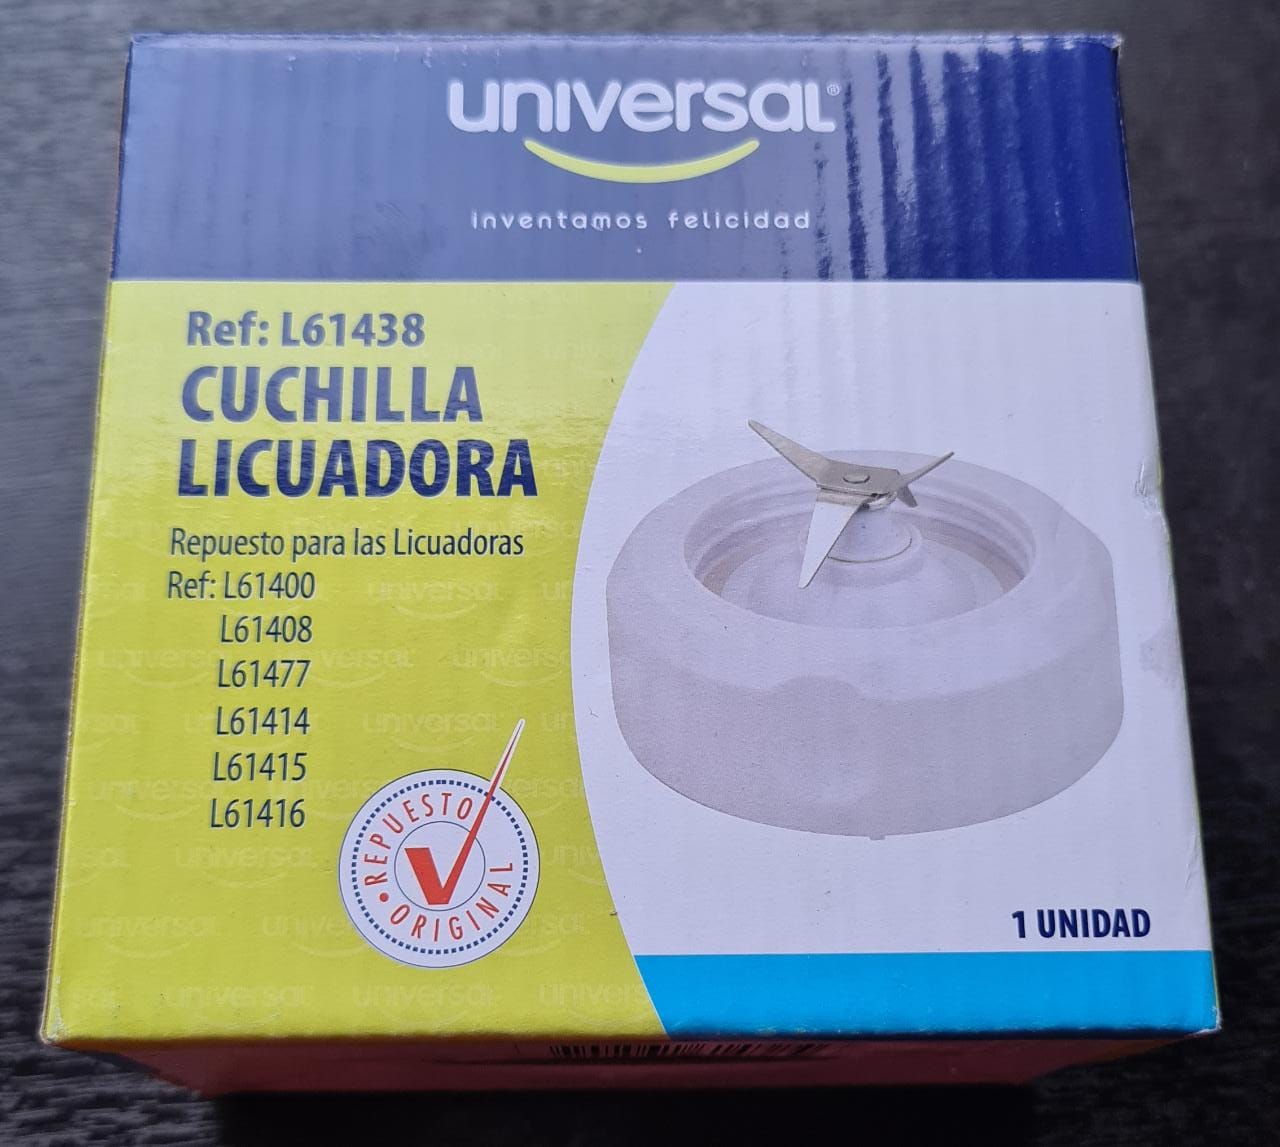 universal®
inventamos felicidad
Ref: L61438
CUCHILLA
LICUADORA
Repuesto para las Licuadoras
Ref: L61400
L61408
L61477
L61414
L61415
L61416
REPUESTO
ORIGINAL
1 UNIDAD